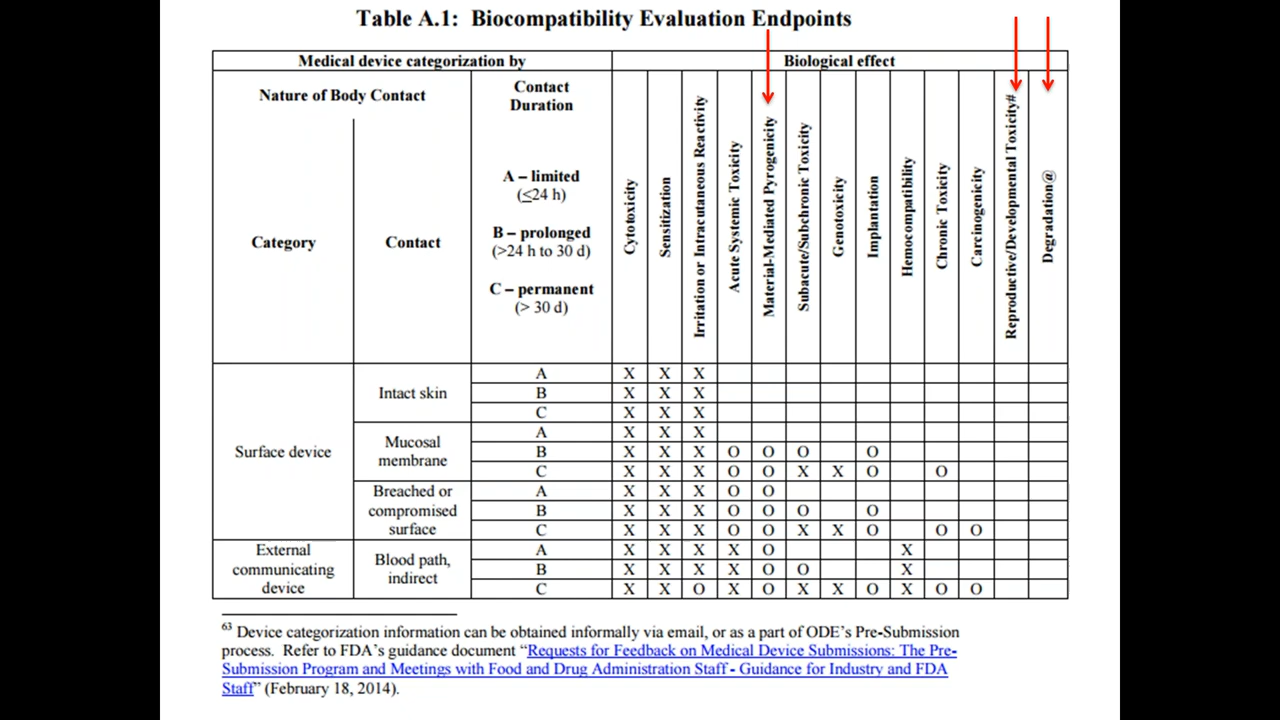 Table A.1: Biocompatibility Evaluation Endpoints
Medical device categorization by
Biological effect
Nature of Body Contact
Contact
Duration
A – limited
(≤24 h)
B – prolonged
(>24 h to 30 d)
C – permanent
(> 30 d)
Category
Contact
Cytotoxicity
Sensitization
Irritation or Intracutaneous Reactivity
Acute Systemic Toxicity
Material-Mediated Pyrogenicity
Subacute/Subchronic Toxicity
Genotoxicity
Implantation
Hemocompatibility
Chronic Toxicity
Carcinogenicity
Reproductive/Developmental Toxicity#
Degradation@
Surface device
Intact skin
A X X X
B X X X
C X X X
Mucosal
membrane
A X X X
B X X X O O O O
C X X X O O X X O O
Breached or
compromised
surface
A X X X O O
B X X X O O O O
C X X X O O X X O O O
External
communicating
device
Blood path,
indirect
A X X X X O X
B X X X X O O X
C X X O X O X X O X O O
63 Device categorization information can be obtained informally via email, or as a part of ODE's Pre-Submission
process. Refer to FDA's guidance document "Requests for Feedback on Medical Device Submissions: The Pre-
Submission Program and Meetings with Food and Drug Administration Staff - Guidance for Industry and FDA
Staff" (February 18, 2014).